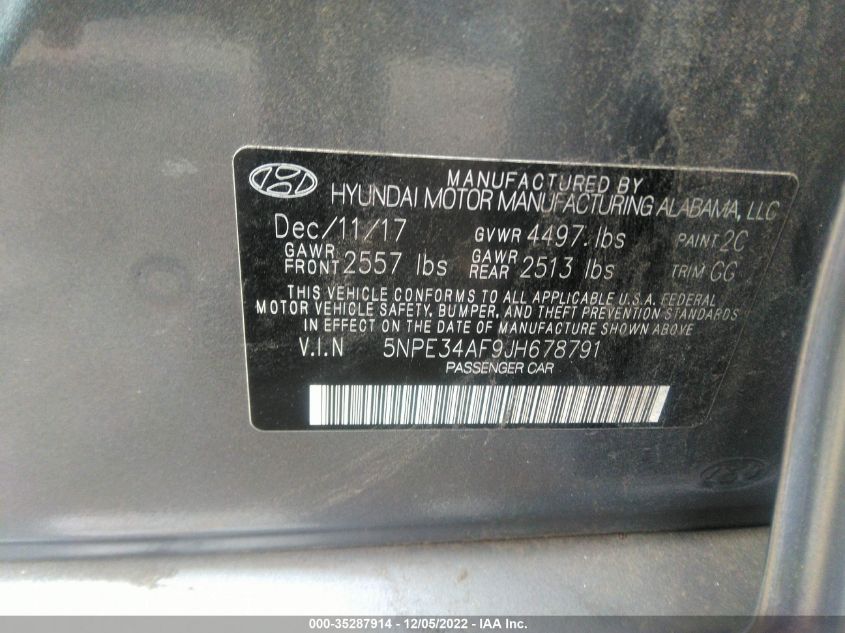 MANUFACTURED BY
HYUNDAI MOTOR MANUFACTURING ALABAMA, LLC
Dec/11/17 GVWR 4497 lbs PAINT 2C
GAWR FRONT 2557 lbs GAWR REAR 2513 lbs TRIM GG
THIS VEHICLE CONFORMS TO ALL APPLICABLE U.S.A. FEDERAL
MOTOR VEHICLE SAFETY, BUMPER, AND THEFT PREVENTION STANDARDS
IN EFFECT ON THE DATE OF MANUFACTURE SHOWN ABOVE
V.I.N 5NPE34AF9JH678791
PASSENGER CAR
000-35287914 - 12/05/2022 - IAAI.COM